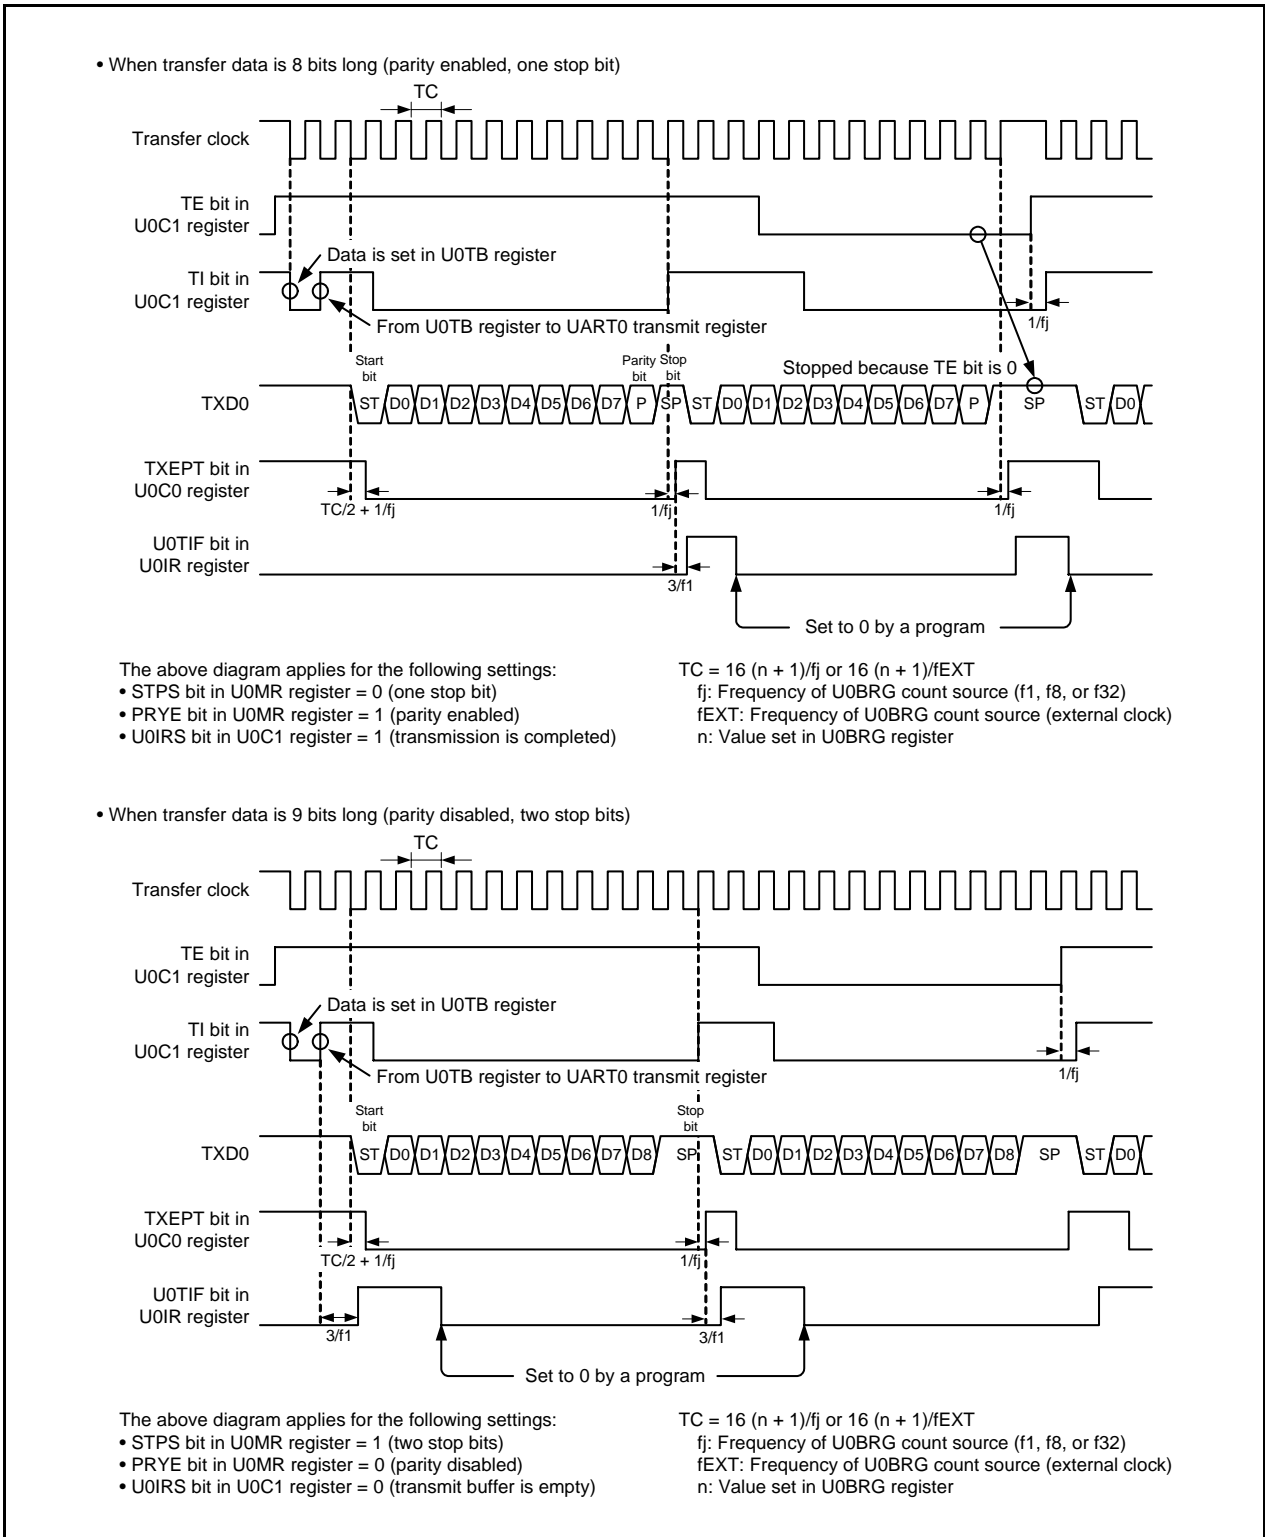 • When transfer data is 8 bits long (parity enabled, one stop bit)
TC
Transfer clock
TE bit in
U0C1 register
Data is set in U0TB register
TI bit in
U0C1 register
From U0TB register to UART0 transmit register
1/fj
Start
bit
Parity Stop
bit bit
Stopped because TE bit is 0
TXD0
ST D0 D1 D2 D3 D4 D5 D6 D7 P SP ST D0 D1 D2 D3 D4 D5 D6 D7 P SP ST D0
TXEPT bit in
U0C0 register
TC/2 + 1/fj
1/fj
1/fj
U0TIF bit in
U0IR register
3/f1
Set to 0 by a program
The above diagram applies for the following settings:
• STPS bit in U0MR register = 0 (one stop bit)
• PRYE bit in U0MR register = 1 (parity enabled)
• U0IRS bit in U0C1 register = 1 (transmission is completed)
TC = 16 (n + 1)/fj or 16 (n + 1)/fEXT
fj: Frequency of U0BRG count source (f1, f8, or f32)
fEXT: Frequency of U0BRG count source (external clock)
n: Value set in U0BRG register
• When transfer data is 9 bits long (parity disabled, two stop bits)
TC
Transfer clock
TE bit in
U0C1 register
Data is set in U0TB register
TI bit in
U0C1 register
From U0TB register to UART0 transmit register
1/fj
Start
bit
Stop
bit
TXD0
ST D0 D1 D2 D3 D4 D5 D6 D7 D8 SP ST D0 D1 D2 D3 D4 D5 D6 D7 D8 SP ST D0
TXEPT bit in
U0C0 register
TC/2 + 1/fj
1/fj
U0TIF bit in
U0IR register
3/f1
3/f1
Set to 0 by a program
The above diagram applies for the following settings:
• STPS bit in U0MR register = 1 (two stop bits)
• PRYE bit in U0MR register = 0 (parity disabled)
• U0IRS bit in U0C1 register = 0 (transmit buffer is empty)
TC = 16 (n + 1)/fj or 16 (n + 1)/fEXT
fj: Frequency of U0BRG count source (f1, f8, or f32)
fEXT: Frequency of U0BRG count source (external clock)
n: Value set in U0BRG register